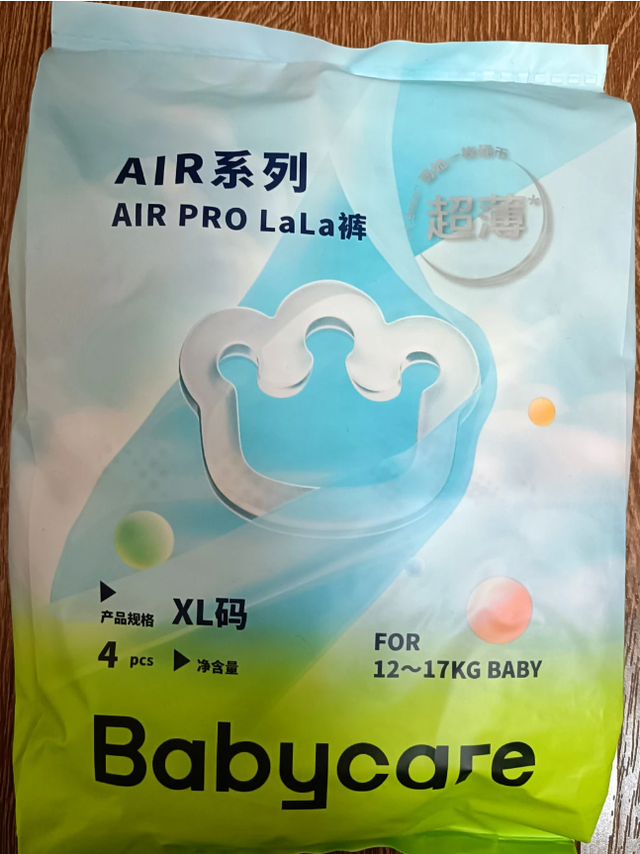 AIR系列
AIR PRO LaLa裤
超薄*
产品规格 XL码
4 pcs 净含量
FOR
12~17KG BABY
Babycare